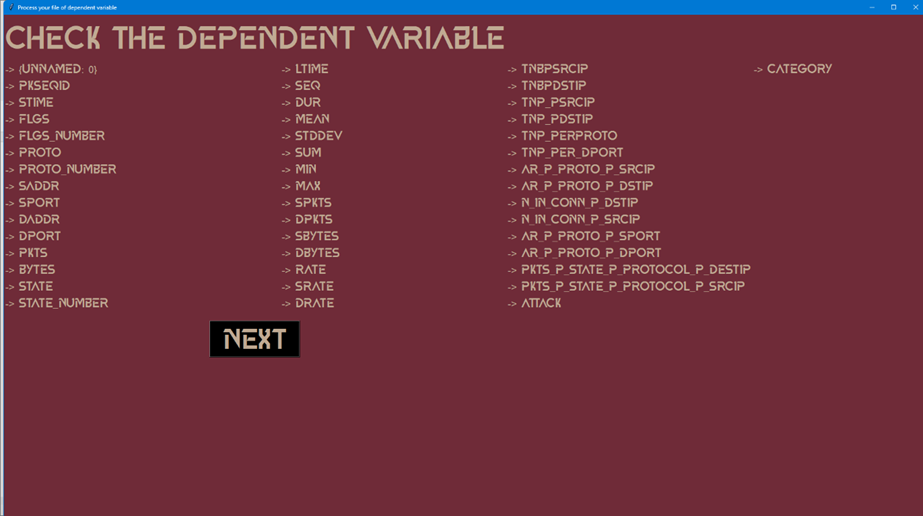 Process your file of dependent variable
CHECK THE DEPENDENT VARIABLE
-> {UNNAMED: 0}
-> PKSEQID
-> STIME
-> FLGS
-> FLGS_NUMBER
-> PROTO
-> PROTO_NUMBER
-> SADDR
-> SPORT
-> DADDR
-> DPORT
-> PKTS
-> BYTES
-> STATE
-> STATE_NUMBER
-> LTIME
-> SEQ
-> DUR
-> MEAN
-> STDDEV
-> SUM
-> MIN
-> MAX
-> SPKTS
-> DPKTS
-> SBYTES
-> DBYTES
-> RATE
-> SRATE
-> DRATE
-> TNBPSRCIP
-> TNBPDSTIP
-> TNP_PSRCIP
-> TNP_PDSTIP
-> TNP_PERPROTO
-> TNP_PER_DPORT
-> AR_P_PROTO_P_SRCIP
-> AR_P_PROTO_P_DSTIP
-> N_IN_CONN_P_DSTIP
-> N_IN_CONN_P_SRCIP
-> AR_P_PROTO_P_SPORT
-> AR_P_PROTO_P_DPORT
-> PKTS_P_STATE_P_PROTOCOL_P_DESTIP
-> PKTS_P_STATE_P_PROTOCOL_P_SRCIP
-> ATTACK
-> CATEGORY
NEXT